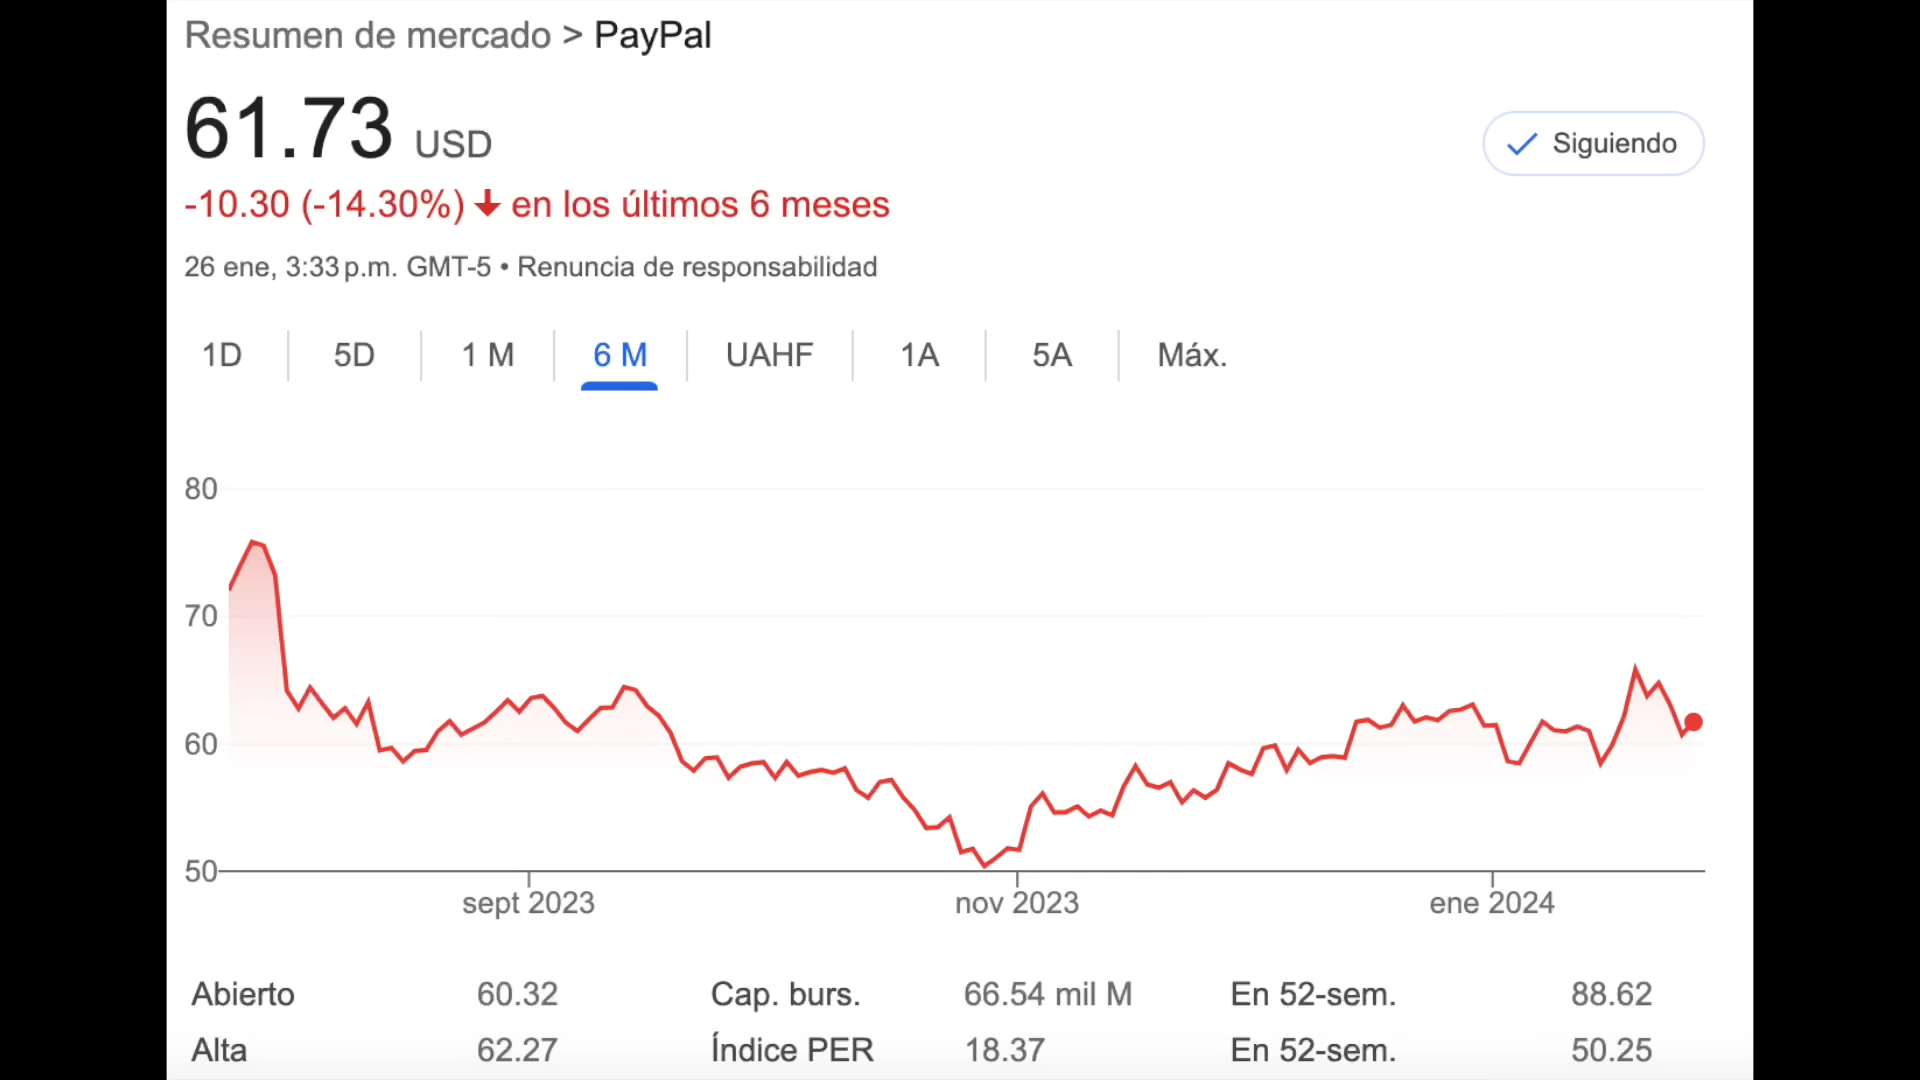 Resumen de mercado > PayPal
61.73 USD
Siguiendo
-10.30 (-14.30%) ↓ en los últimos 6 meses
26 ene, 3:33 p.m. GMT-5 • Renuncia de responsabilidad
1D 5D 1 M 6 M UAHF 1A 5A Máx.
80
70
60
50
sept 2023 nov 2023 ene 2024
Abierto 60.32 Cap. burs. 66.54 mil M En 52-sem. 88.62
Alta 62.27 Índice PER 18.37 En 52-sem. 50.25